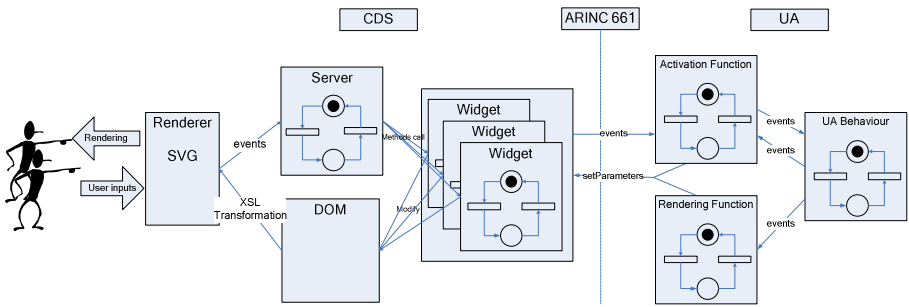 CDS
ARINC 661
UA
Rendering
User inputs
Renderer
SVG
events
XSL
Transformation
Server
DOM
Methods call
Modify
Widget
Widget
Widget
events
setParameters
Activation Function
Rendering Function
events
events
events
UA Behaviour